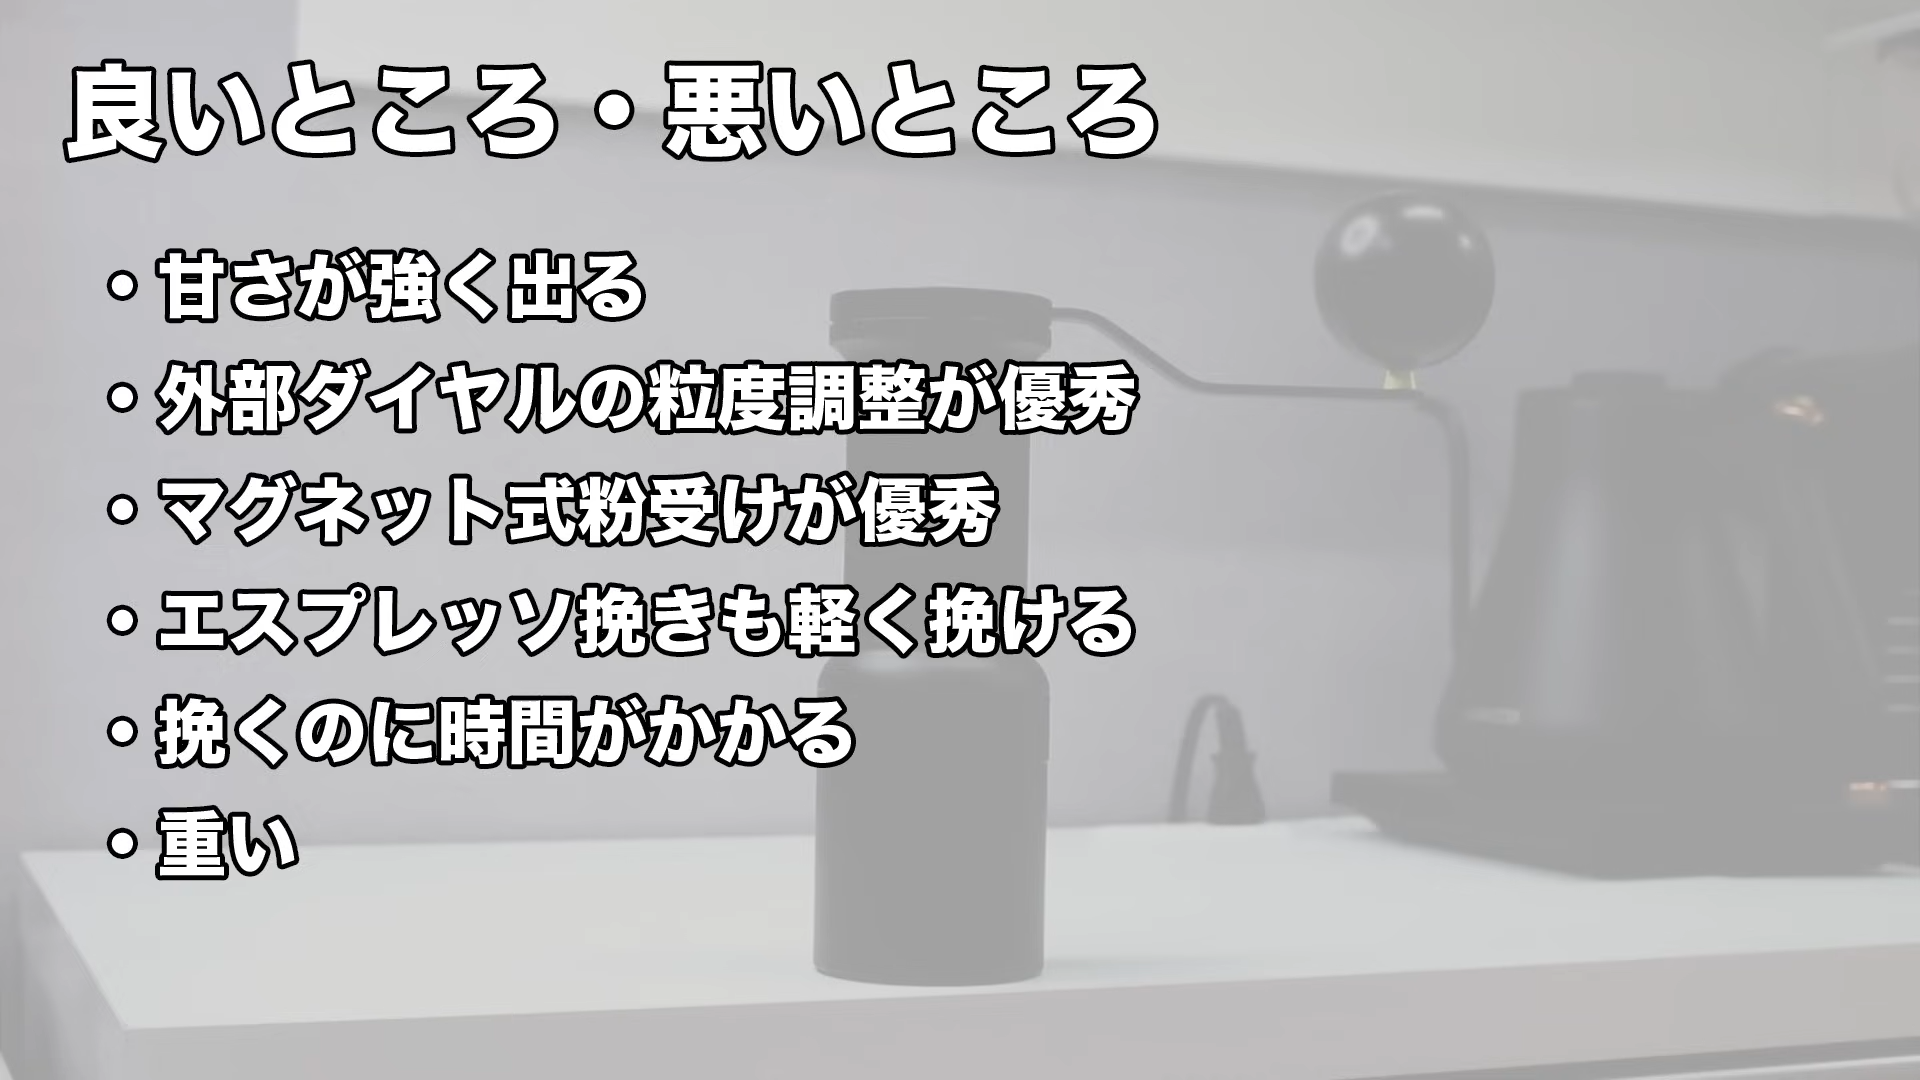 良いところ・悪いところ
・甘さが強く出る
・外部ダイヤルの粒度調整が優秀
・マグネット式粉受けが優秀
・エスプレッソ挽きも軽く挽ける
・挽くのに時間がかかる
・重い